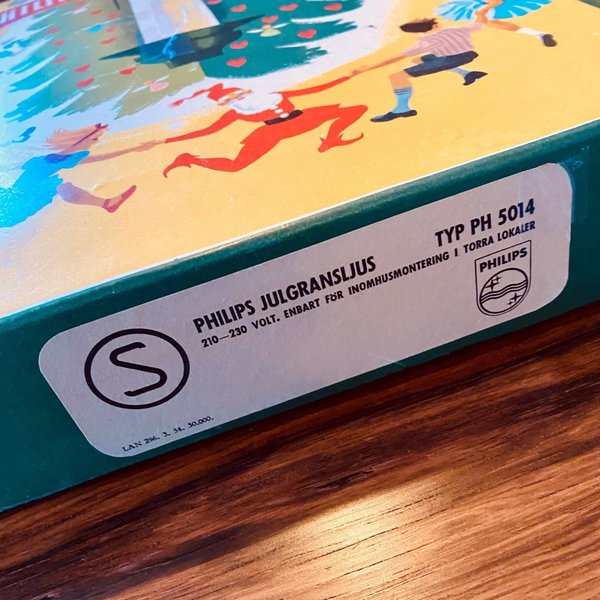 PHILIPS JULGRANSLJUS TYP PH 5014
210—230 VOLT. ENBART FÖR INOMHUSMONTERING I TORRA LOKALER
PHILIPS
S
LAN 296. 3. 54. 30.000.